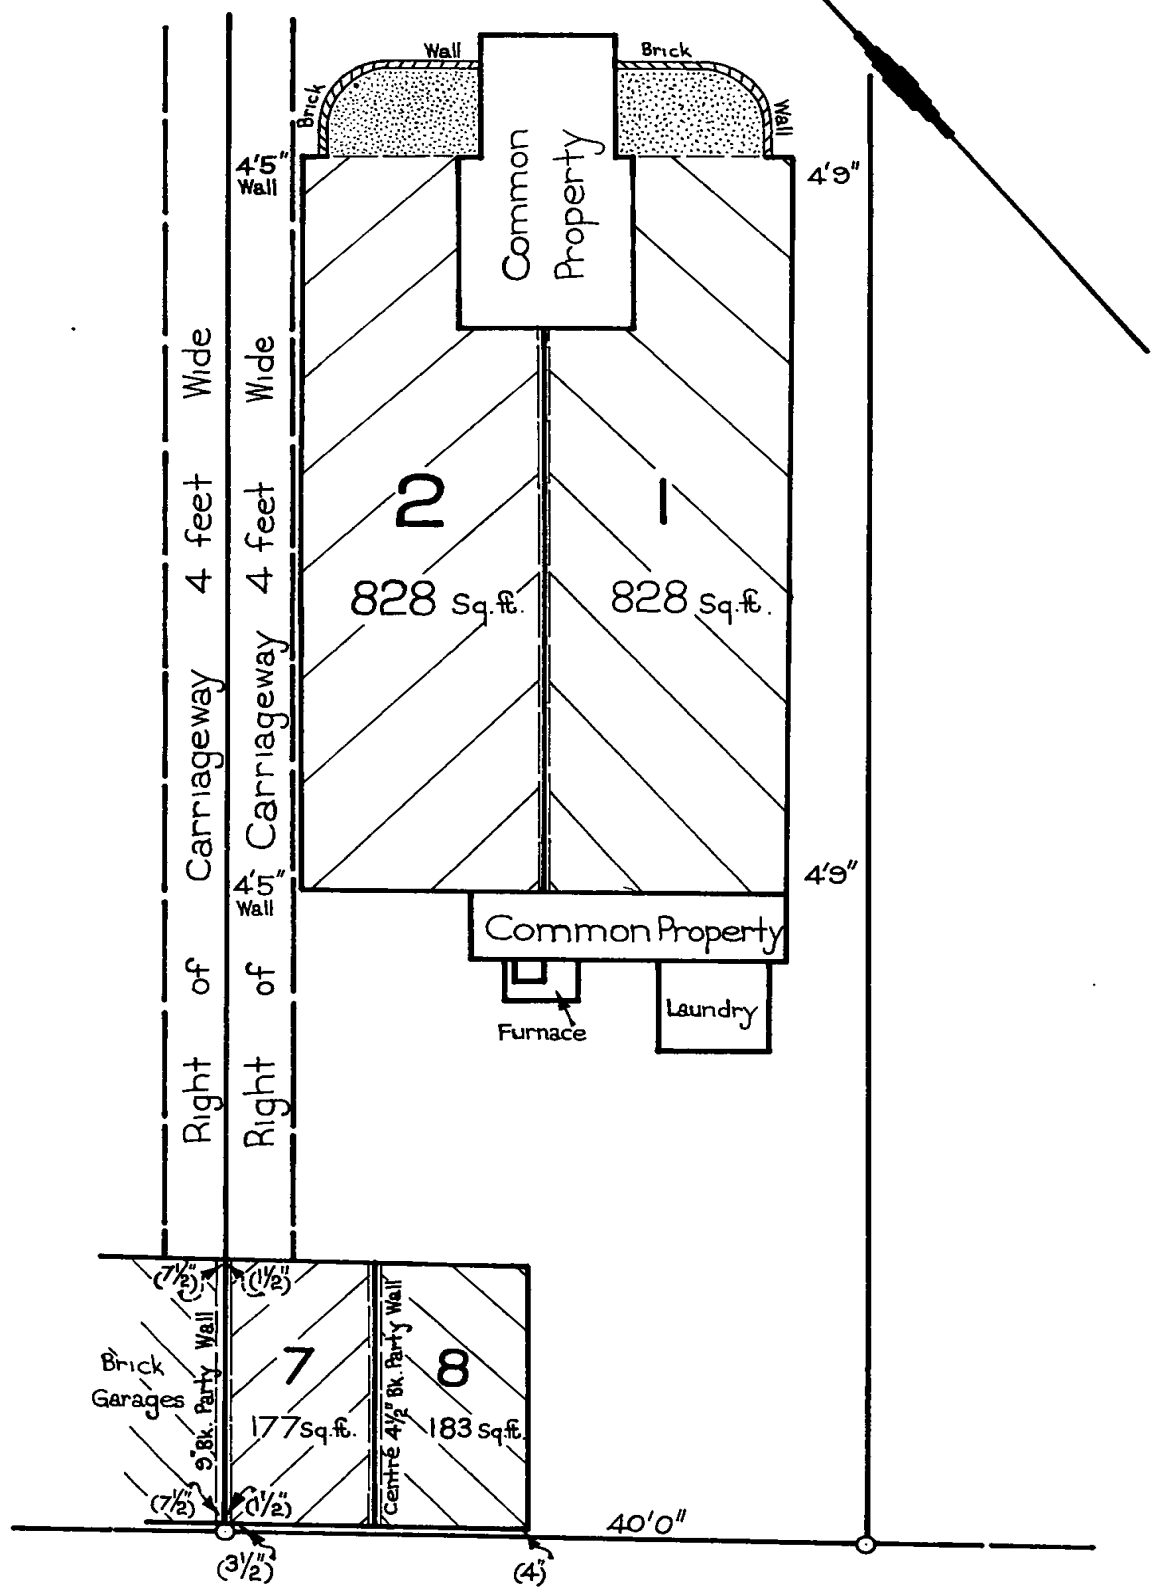 Wall
Brick
Brick
Wall
Common
Property
4'5"
Wall
4'9"
Right of Carriageway 4 feet Wide
Right of Carriageway 4 feet Wide
2
828 Sq.ft.
1
828 Sq.ft.
4'5"
Wall
4'9"
Common Property
Furnace
Laundry
(7½")
(1½")
9" Bk. Party Wall
Centre 4½" Bk. Party Wall
Brick
Garages
7
177 Sq.ft.
8
183 Sq.ft.
(7½")
(1½")
(3½")
(4")
40'0"